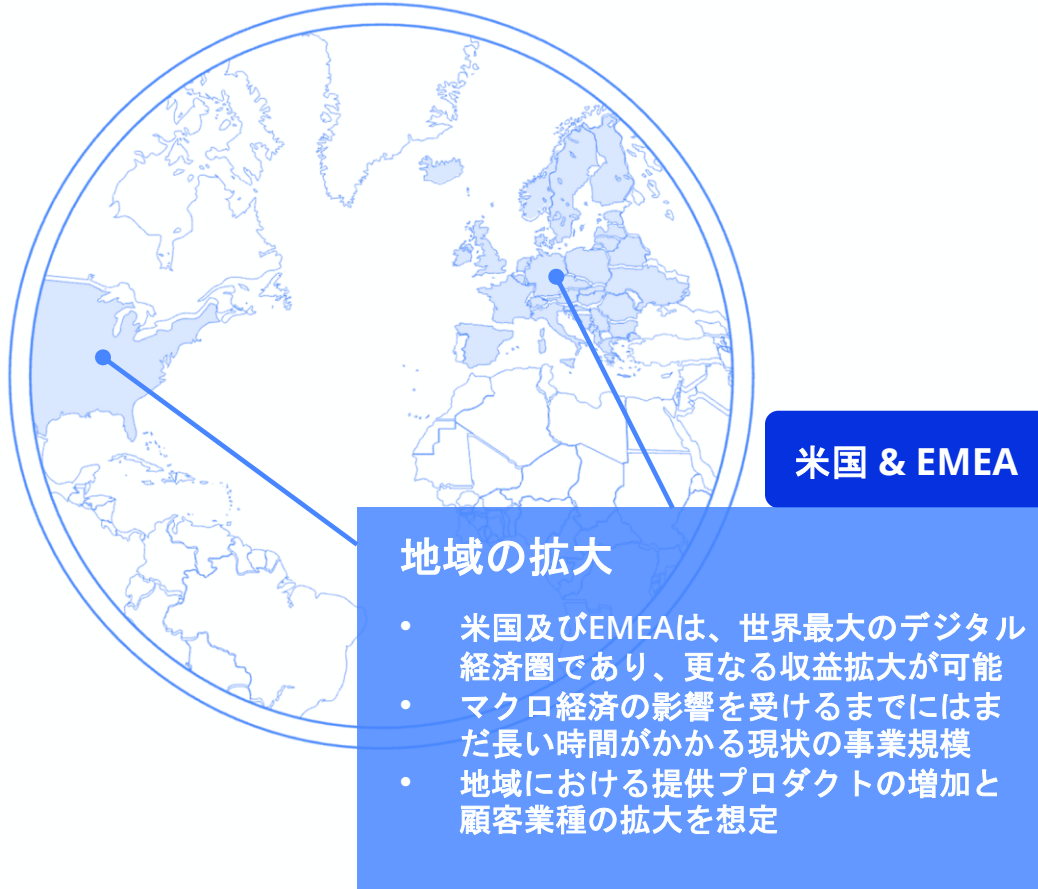 米国 & EMEA
地域の拡大
• 米国及びEMEAは、世界最大のデジタル
経済圏であり、更なる収益拡大が可能
• マクロ経済の影響を受けるまでにはま
だ長い時間がかかる現状の事業規模
• 地域における提供プロダクトの増加と
顧客業種の拡大を想定